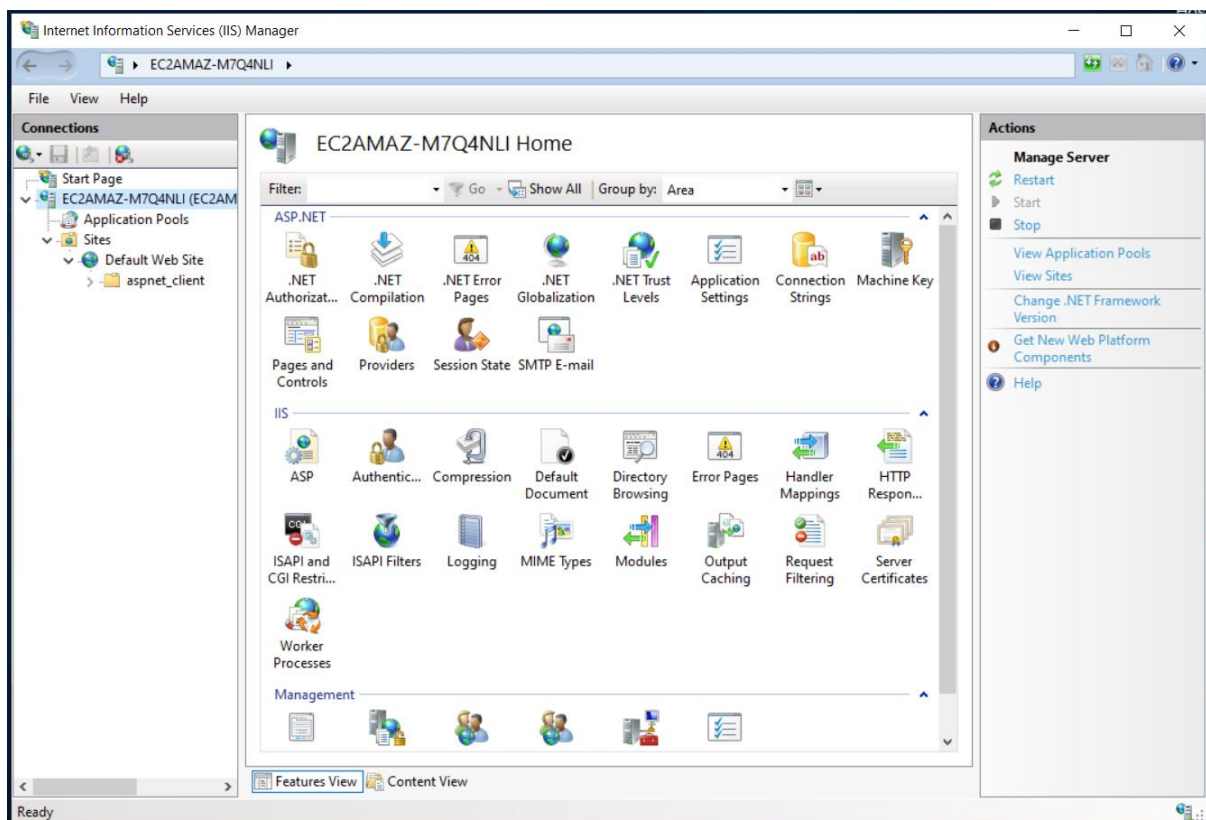 Internet Information Services (IIS) Manager
EC2AMAZ-M7Q4NLI
File View Help
Connections
Start Page
EC2AMAZ-M7Q4NLI (EC2AM
Application Pools
Sites
Default Web Site
aspnet_client
EC2AMAZ-M7Q4NLI Home
Filter: Go Show All Group by: Area
ASP.NET
.NET Authorizat...
.NET Compilation
.NET Error Pages
.NET Globalization
.NET Trust Levels
Application Settings
Connection Strings
Machine Key
Pages and Controls
Providers
Session State
SMTP E-mail
IIS
ASP
Authentic...
Compression
Default Document
Directory Browsing
Error Pages
Handler Mappings
HTTP Respon...
ISAPI and CGI Restri...
ISAPI Filters
Logging
MIME Types
Modules
Output Caching
Request Filtering
Server Certificates
Worker Processes
Management
Features View
Content View
Actions
Manage Server
Restart
Start
Stop
View Application Pools
View Sites
Change .NET Framework
Version
Get New Web Platform
Components
Help
Ready